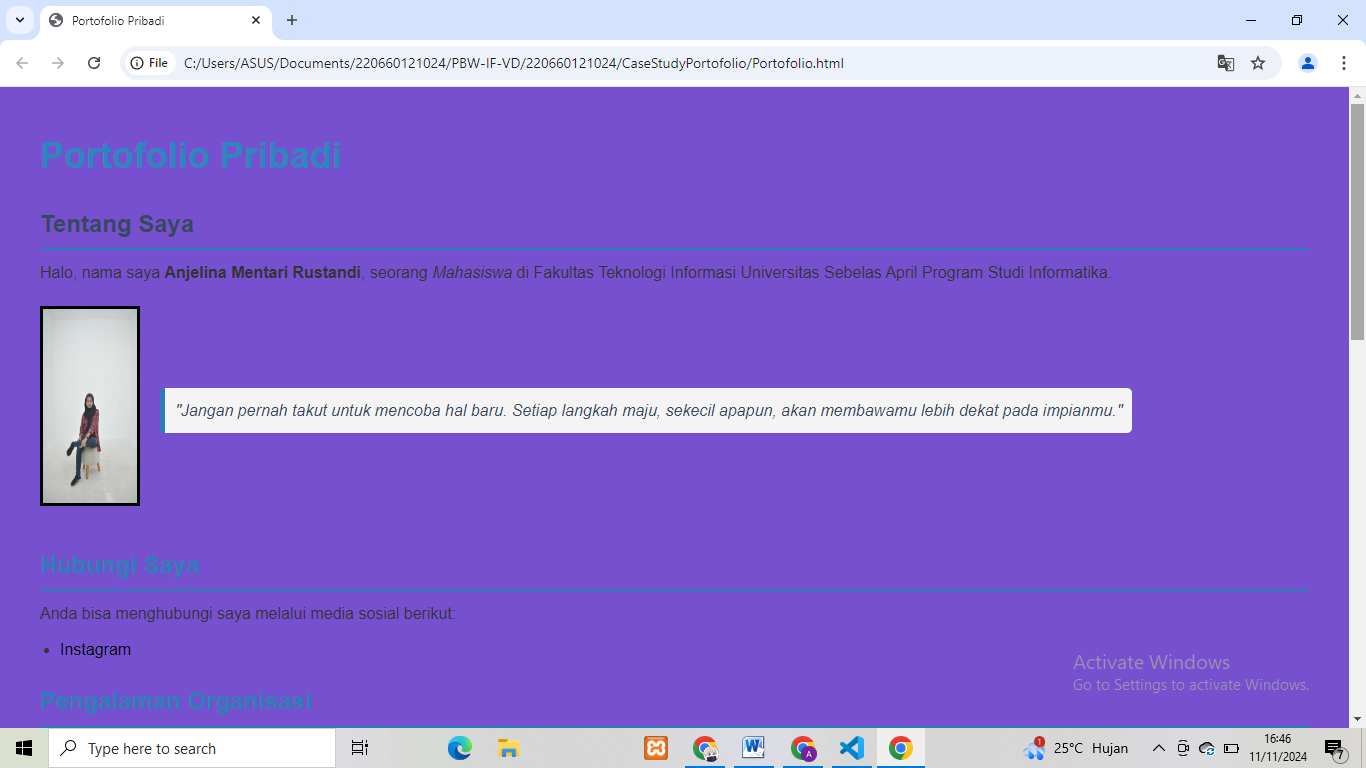 Portofolio Pribadi
File
C:/Users/ASUS/Documents/220660121024/PBW-IF-VD/220660121024/CaseStudyPortofolio/Portofolio.html
Portofolio Pribadi
Tentang Saya
Halo, nama saya Anjelina Mentari Rustandi, seorang Mahasiswa di Fakultas Teknologi Informasi Universitas Sebelas April Program Studi Informatika.
"Jangan pernah takut untuk mencoba hal baru. Setiap langkah maju, sekecil apapun, akan membawamu lebih dekat pada impianmu."
Hubungi Saya
Anda bisa menghubungi saya melalui media sosial berikut:
• Instagram
Pengalaman Organisasi
Activate Windows
Go to Settings to activate Windows.
Type here to search
W
A
1
25°C Hujan
16:46
11/11/2024
7